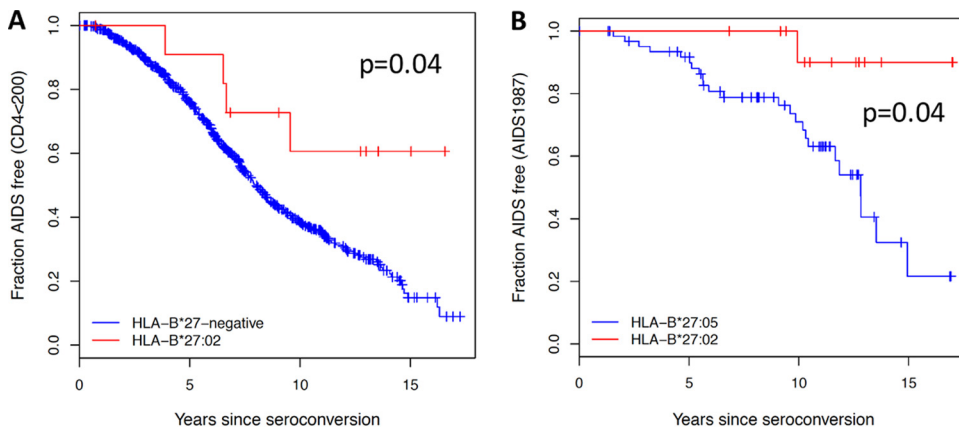 A
p=0.04
Fraction AIDS free (CD4<200)
1.0
0.8
0.6
0.4
0.2
0.0
HLA−B*27−negative
HLA−B*27:02
0
5
10
15
Years since seroconversion
B
p=0.04
Fraction AIDS free (AIDS1987)
1.0
0.8
0.6
0.4
0.2
0.0
HLA−B*27:05
HLA−B*27:02
0
5
10
15
Years since seroconversion